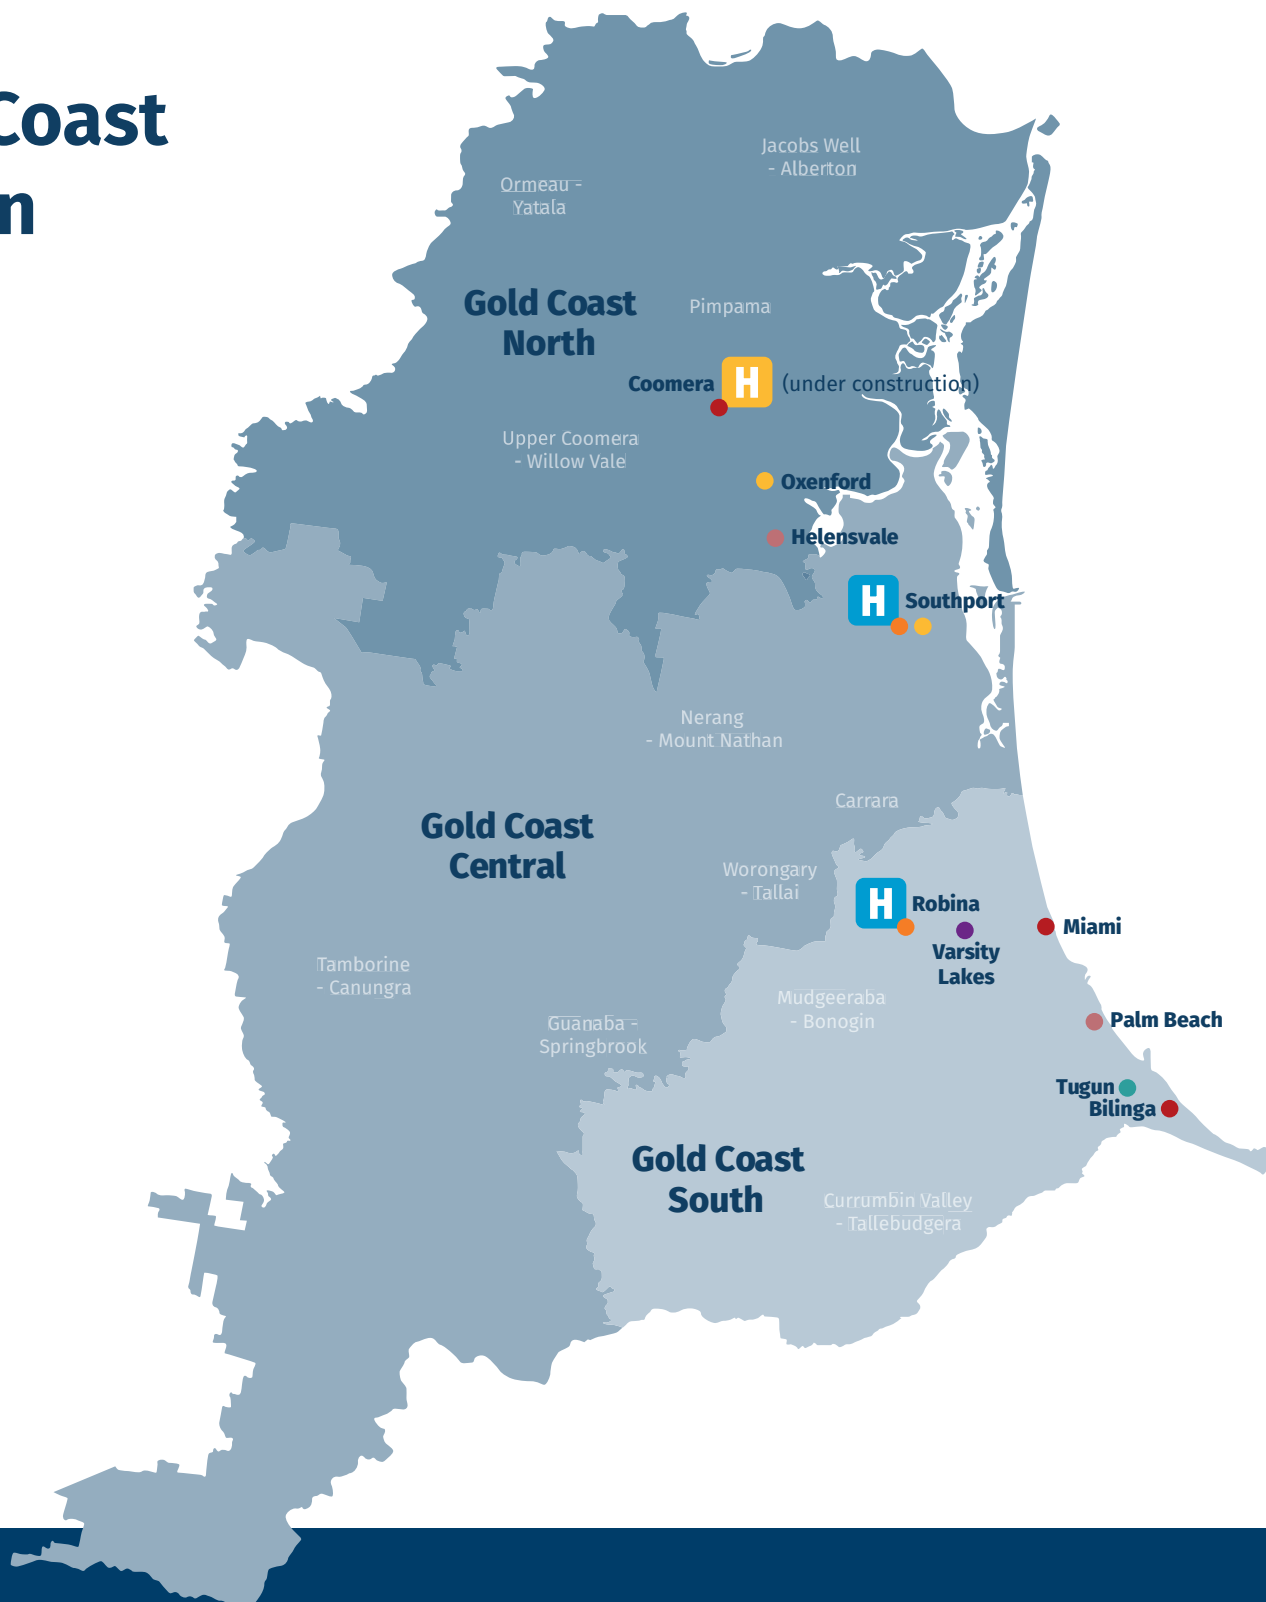 Coast
n
Jacobs Well
- Alberton
Ormeau -
Yatala
Gold Coast
North
Pimpama
Coomera
H
(under construction)
Upper Coomera
- Willow Vale
Oxenford
Helensvale
H
Southport
Nerang
- Mount Nathan
Carrara
Gold Coast
Central
Worongary
- Tallai
H
Robina
Varsity
Lakes
Miami
Tamborine
- Canungra
Mudgeeraba
- Bonogin
Guanaba -
Springbrook
Palm Beach
Tugun
Bilinga
Gold Coast
South
Currumbin Valley
- Tallebudgera